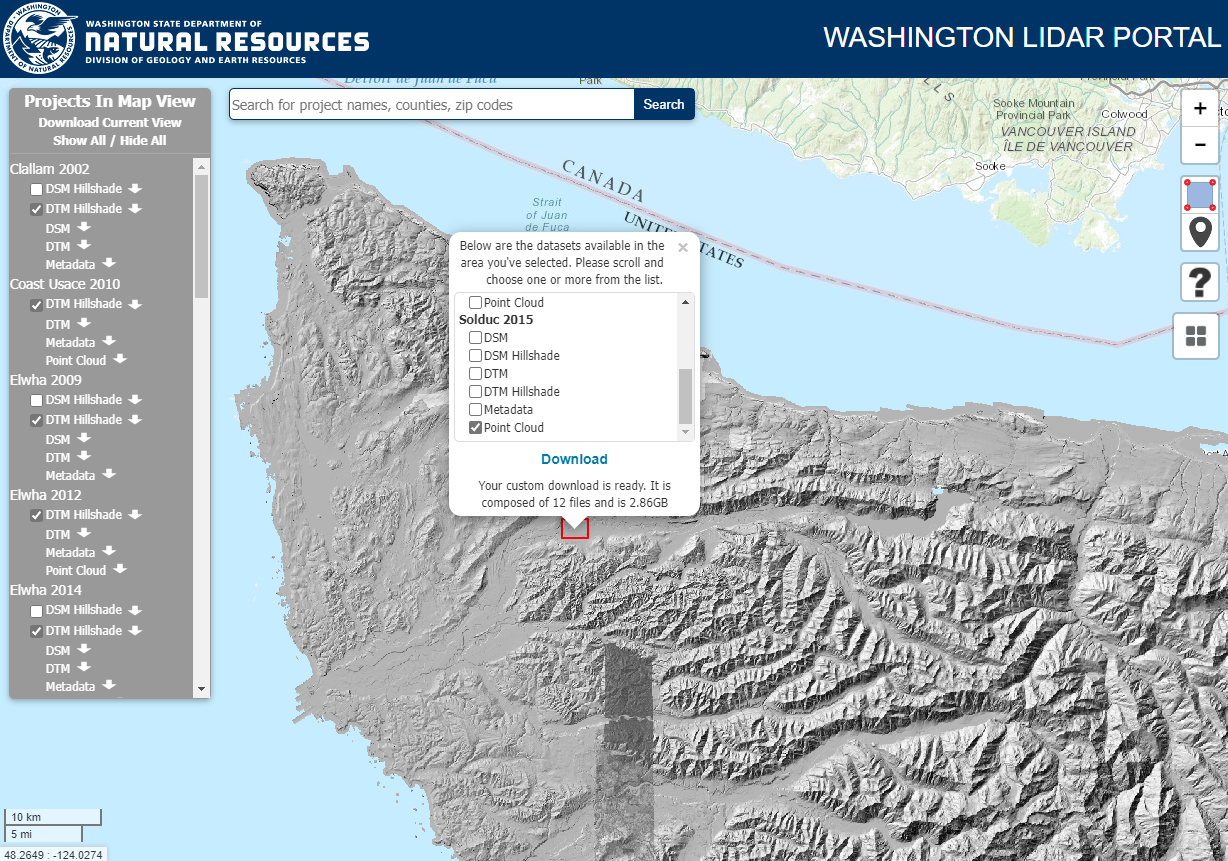 WASHINGTON STATE DEPARTMENT OF
NATURAL RESOURCES
DIVISION OF GEOLOGY AND EARTH RESOURCES
WASHINGTON LIDAR PORTAL
Projects In Map View
Download Current View
Show All / Hide All
Clallam 2002
DSM Hillshade
DTM Hillshade
DSM
DTM
Metadata
Coast Usace 2010
DTM Hillshade
DTM
Metadata
Point Cloud
Elwha 2009
DSM Hillshade
DTM Hillshade
DSM
DTM
Metadata
Elwha 2012
DTM Hillshade
DTM
Metadata
Point Cloud
Elwha 2014
DSM Hillshade
DTM Hillshade
DSM
DTM
Metadata
Search for project names, counties, zip codes
Search
Détroit de Juan de Fuca
Park
Provincial Park
Sooke Mountain
Provincial Park
Colwood
VANCOUVER ISLAND
ÎLE DE VANCOUVER
Sooke
CANADA
UNITED STATES
Strait
of Juan
de Fuca
Below are the datasets available in the
area you've selected. Please scroll and
choose one or more from the list.
×
Point Cloud
Solduc 2015
DSM
DSM Hillshade
DTM
DTM Hillshade
Metadata
Point Cloud
Download
Your custom download is ready. It is
composed of 12 files and is 2.86GB
+
-
?
10 km
5 mi
48.2649 : -124.0274